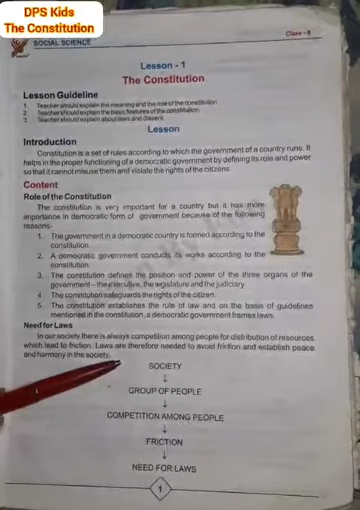 DPS Kids
The Constitution
Class - 8
SOCIAL SCIENCE
Lesson - 1
The Constitution
Lesson Guideline
1. Teacher should explain the meaning and the role of the constitution.
2. Teacher should explain the basic features of the constitution.
3. Teacher should explain about laws and dissent.
Lesson
Introduction
Constitution is a set of rules according to which the government of a country runs. It
helps in the proper functioning of a democratic government by defining its role and power
so that it cannot misuse them and violate the rights of the citizens.
Content
Role of the Constitution
The constitution is very important for a country but it has more
importance in democratic form of government because of the following
reasons-
1. The government in a democratic country is formed according to the
constitution.
2. A democratic government conducts its works according to the
constitution.
3. The constitution defines the position and power of the three organs of the
government – the executive, the legislature and the judiciary.
4 The constitution safeguards the rights of the citizen.
5. The constitution establishes the rule of law and on the basis of guidelines
mentioned in the constitution, a democratic government frames laws.
Need for Laws
In our society there is always competition among people for distribution of resources
which lead to friction. Laws are therefore needed to avoid friction and establish peace
and harmony in the society.
SOCIETY
↓
GROUP OF PEOPLE
↓
COMPETITION AMONG PEOPLE
↓
FRICTION
↓
NEED FOR LAWS
1